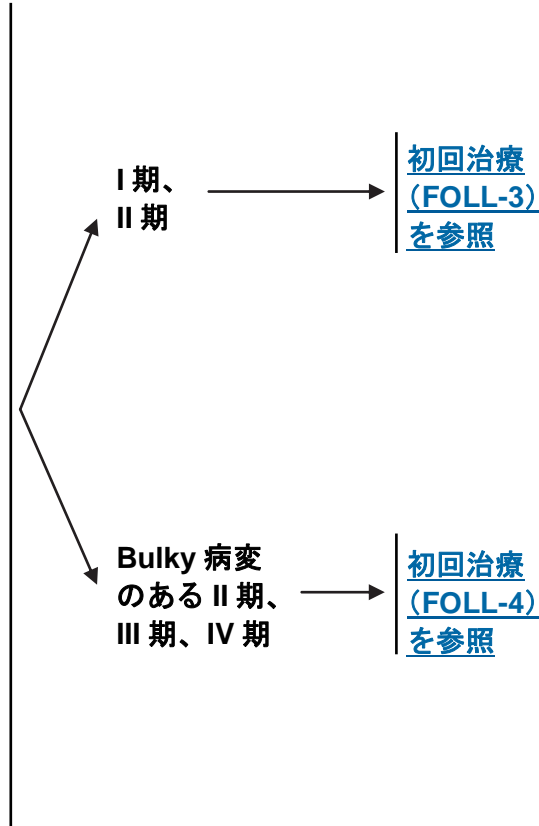 I 期、
II 期
初回治療
（FOLL-3）
を参照
Bulky 病変
のある II 期、
III 期、IV 期
初回治療
（FOLL-4）
を参照